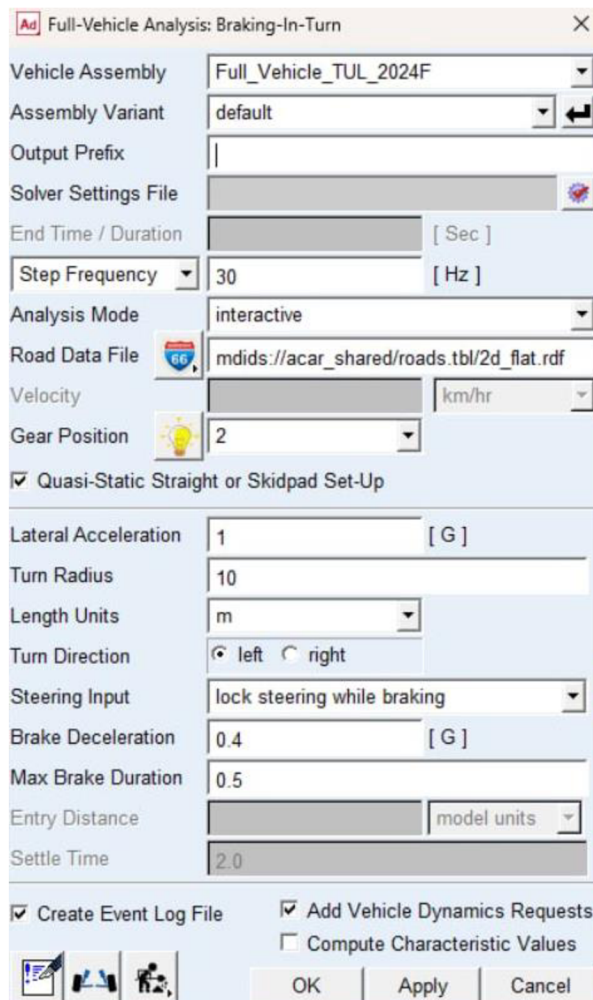 Ad Full-Vehicle Analysis: Braking-In-Turn
Vehicle Assembly Full_Vehicle_TUL_2024F
Assembly Variant default
Output Prefix
Solver Settings File
End Time / Duration [ Sec ]
Step Frequency 30 [ Hz ]
Analysis Mode interactive
Road Data File 66 mdids://acar_shared/roads.tbl/2d_flat.rdf
Velocity km/hr
Gear Position 2
Quasi-Static Straight or Skidpad Set-Up
Lateral Acceleration 1 [ G ]
Turn Radius 10
Length Units m
Turn Direction left right
Steering Input lock steering while braking
Brake Deceleration 0.4 [ G ]
Max Brake Duration 0.5
Entry Distance model units
Settle Time 2.0
Create Event Log File Add Vehicle Dynamics Requests
Compute Characteristic Values
OK Apply Cancel